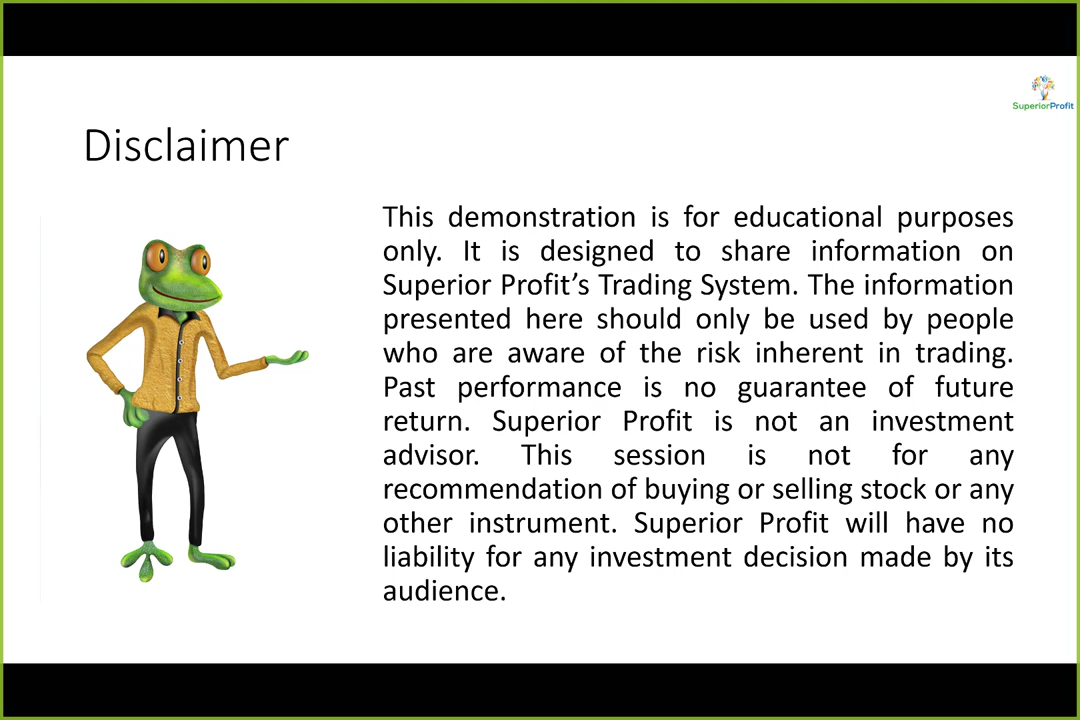 SuperiorProfit
Disclaimer
This demonstration is for educational purposes
only. It is designed to share information on
Superior Profit’s Trading System. The information
presented here should only be used by people
who are aware of the risk inherent in trading.
Past performance is no guarantee of future
return. Superior Profit is not an investment
advisor. This session is not for any
recommendation of buying or selling stock or any
other instrument. Superior Profit will have no
liability for any investment decision made by its
audience.